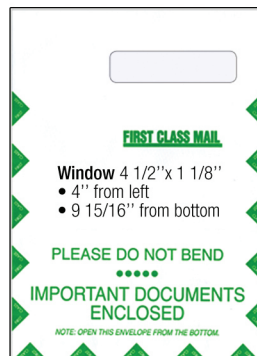 FIRST CLASS MAIL
Window 4 1/2''x 1 1/8''
• 4'' from left
• 9 15/16'' from bottom
PLEASE DO NOT BEND
•••••
IMPORTANT DOCUMENTS
ENCLOSED
NOTE: OPEN THIS ENVELOPE FROM THE BOTTOM.